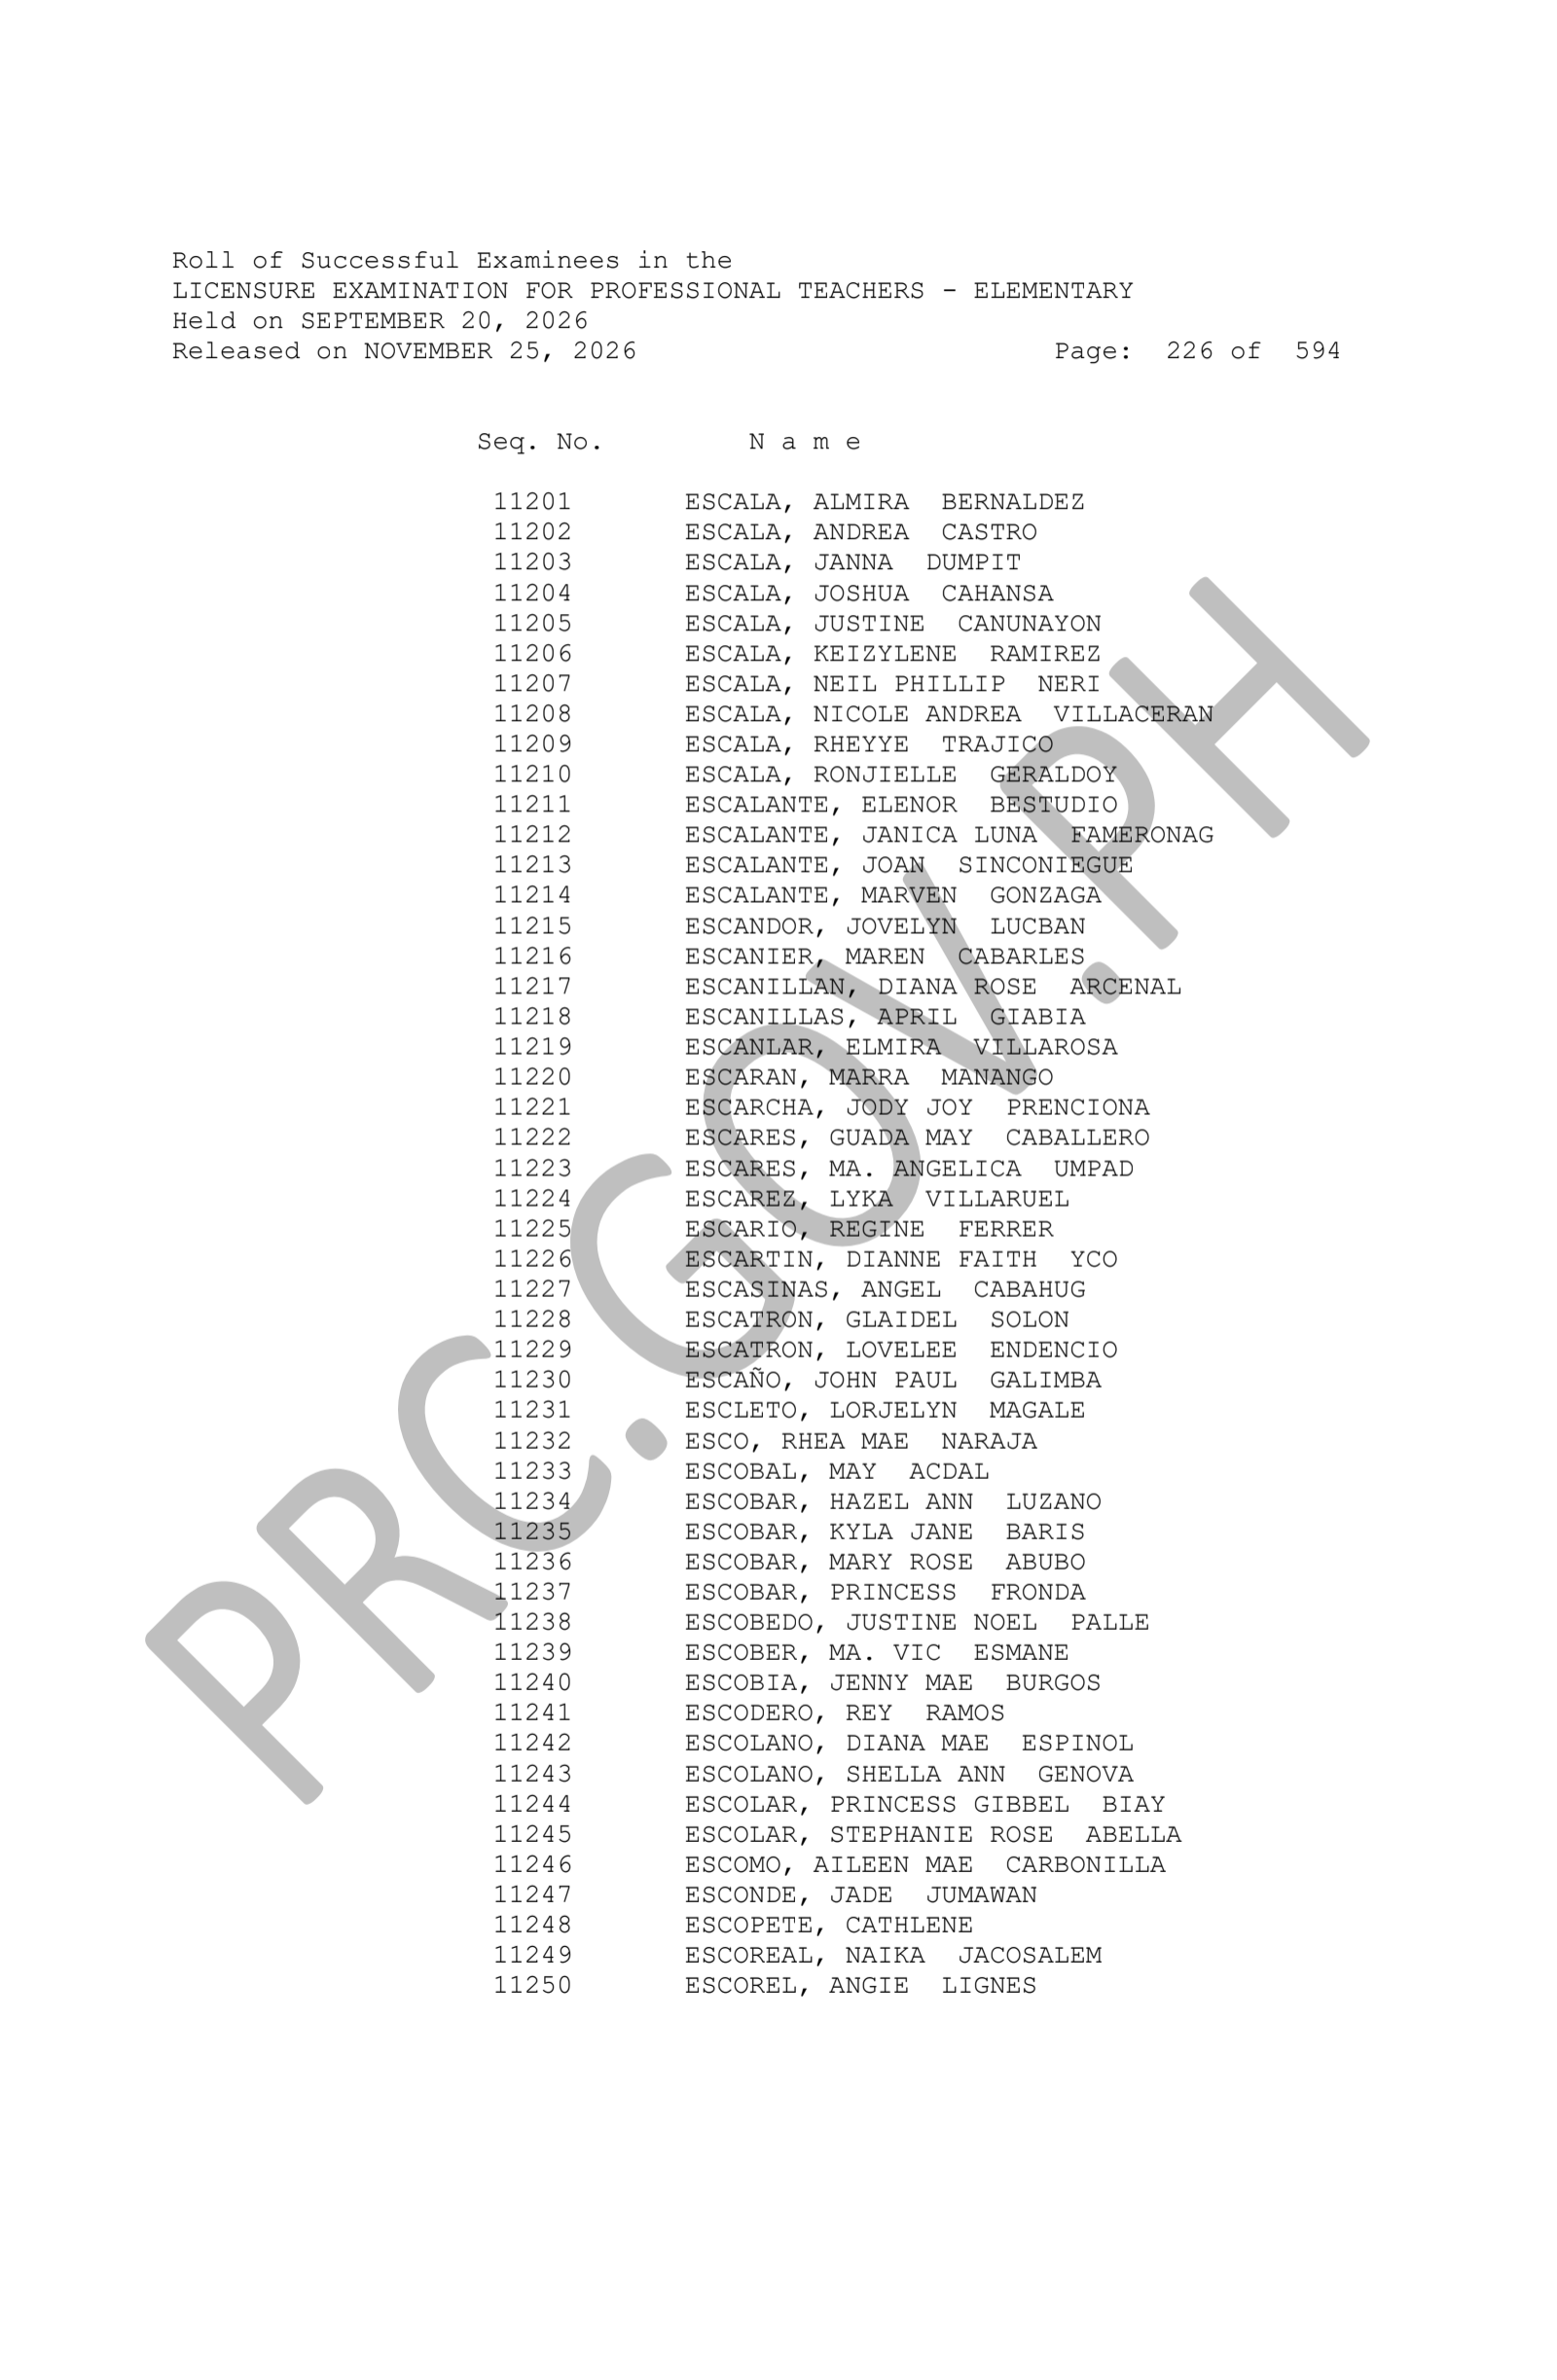 Roll of Successful Examinees in the
LICENSURE EXAMINATION FOR PROFESSIONAL TEACHERS - ELEMENTARY
Held on SEPTEMBER 20, 2026
Released on NOVEMBER 25, 2026 Page: 226 of 594
Seq. No. N a m e
11201 ESCALA, ALMIRA BERNALDEZ
11202 ESCALA, ANDREA CASTRO
11203 ESCALA, JANNA DUMPIT
11204 ESCALA, JOSHUA CAHANSA
11205 ESCALA, JUSTINE CANUNAYON
11206 ESCALA, KEIZYLENE RAMIREZ
11207 ESCALA, NEIL PHILLIP NERI
11208 ESCALA, NICOLE ANDREA VILLACERAN
11209 ESCALA, RHEYYE TRAJICO
11210 ESCALA, RONJIELLE GERALDOY
11211 ESCALANTE, ELENOR BESTUDIO
11212 ESCALANTE, JANICA LUNA FAMERONAG
11213 ESCALANTE, JOAN SINCONIEGUE
11214 ESCALANTE, MARVEN GONZAGA
11215 ESCANDOR, JOVELYN LUCBAN
11216 ESCANIER, MAREN CABARLES
11217 ESCANILLAN, DIANA ROSE ARCENAL
11218 ESCANILLAS, APRIL GIABIA
11219 ESCANLAR, ELMIRA VILLAROSA
11220 ESCARAN, MARRA MANANGO
11221 ESCARCHA, JODY JOY PRENCIONA
11222 ESCARES, GUADA MAY CABALLERO
11223 ESCARES, MA. ANGELICA UMPAD
11224 ESCAREZ, LYKA VILLARUEL
11225 ESCARIO, REGINE FERRER
11226 ESCARTIN, DIANNE FAITH YCO
11227 ESCASINAS, ANGEL CABAHUG
11228 ESCATRON, GLAIDEL SOLON
11229 ESCATRON, LOVELEE ENDENCIO
11230 ESCAÑO, JOHN PAUL GALIMBA
11231 ESCLETO, LORJELYN MAGALE
11232 ESCO, RHEA MAE NARAJA
11233 ESCOBAL, MAY ACDAL
11234 ESCOBAR, HAZEL ANN LUZANO
11235 ESCOBAR, KYLA JANE BARIS
11236 ESCOBAR, MARY ROSE ABUBO
11237 ESCOBAR, PRINCESS FRONDA
11238 ESCOBEDO, JUSTINE NOEL PALLE
11239 ESCOBER, MA. VIC ESMANE
11240 ESCOBIA, JENNY MAE BURGOS
11241 ESCODERO, REY RAMOS
11242 ESCOLANO, DIANA MAE ESPINOL
11243 ESCOLANO, SHELLA ANN GENOVA
11244 ESCOLAR, PRINCESS GIBBEL BIAY
11245 ESCOLAR, STEPHANIE ROSE ABELLA
11246 ESCOMO, AILEEN MAE CARBONILLA
11247 ESCONDE, JADE JUMAWAN
11248 ESCOPETE, CATHLENE
11249 ESCOREAL, NAIKA JACOSALEM
11250 ESCOREL, ANGIE LIGNES
PRC.GOV.PH